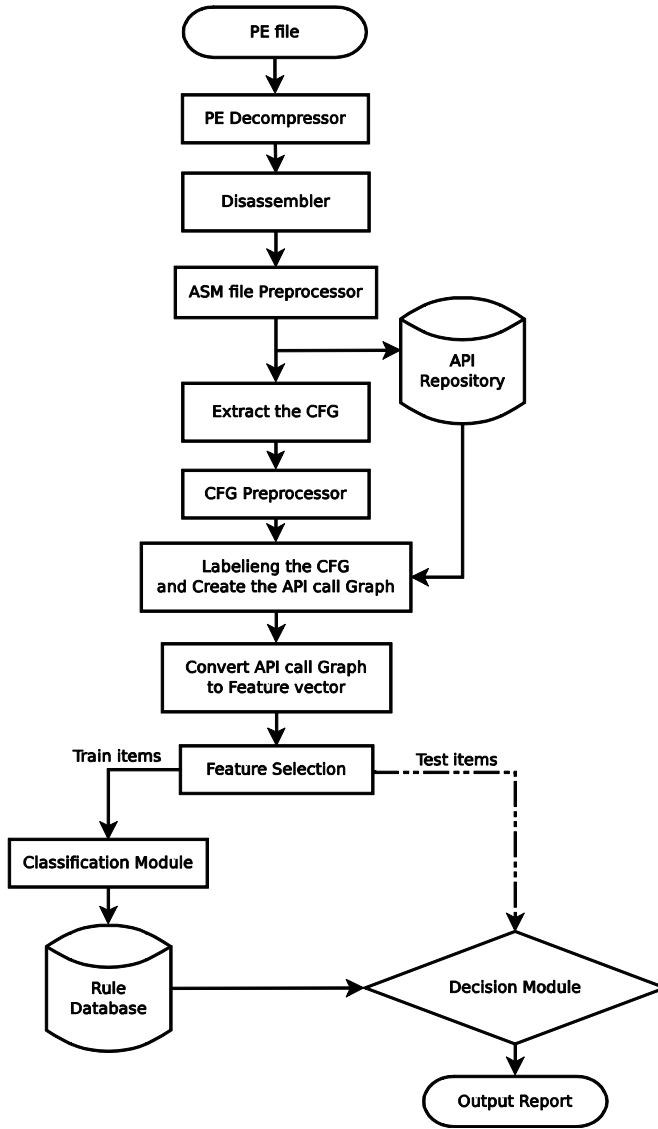 PE file
PE Decompressor
Disassembler
ASM file Preprocessor
API
Repository
Extract the CFG
CFG Preprocessor
Labelieng the CFG
and Create the API call Graph
Convert API call Graph
to Feature vector
Train items
Feature Selection
Test items
Classification Module
Rule
Database
Decision Module
Output Report